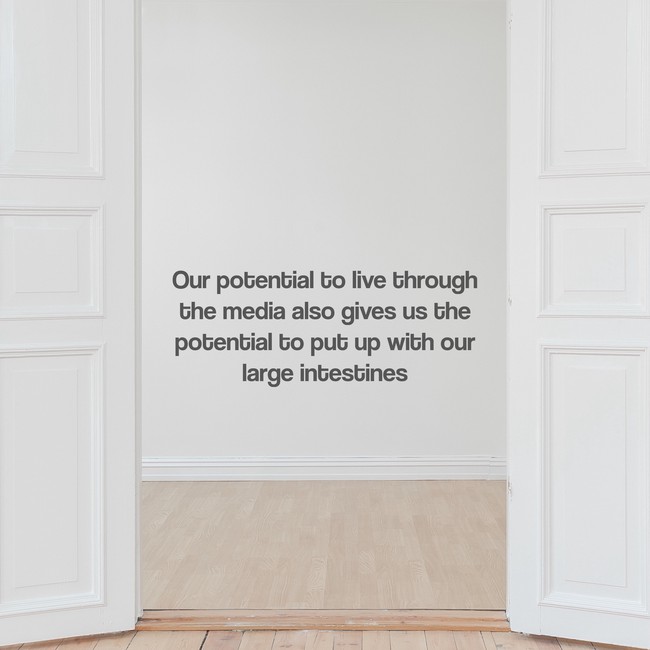 Our potential to live through
the media also gives us the
potential to put up with our
large intestines